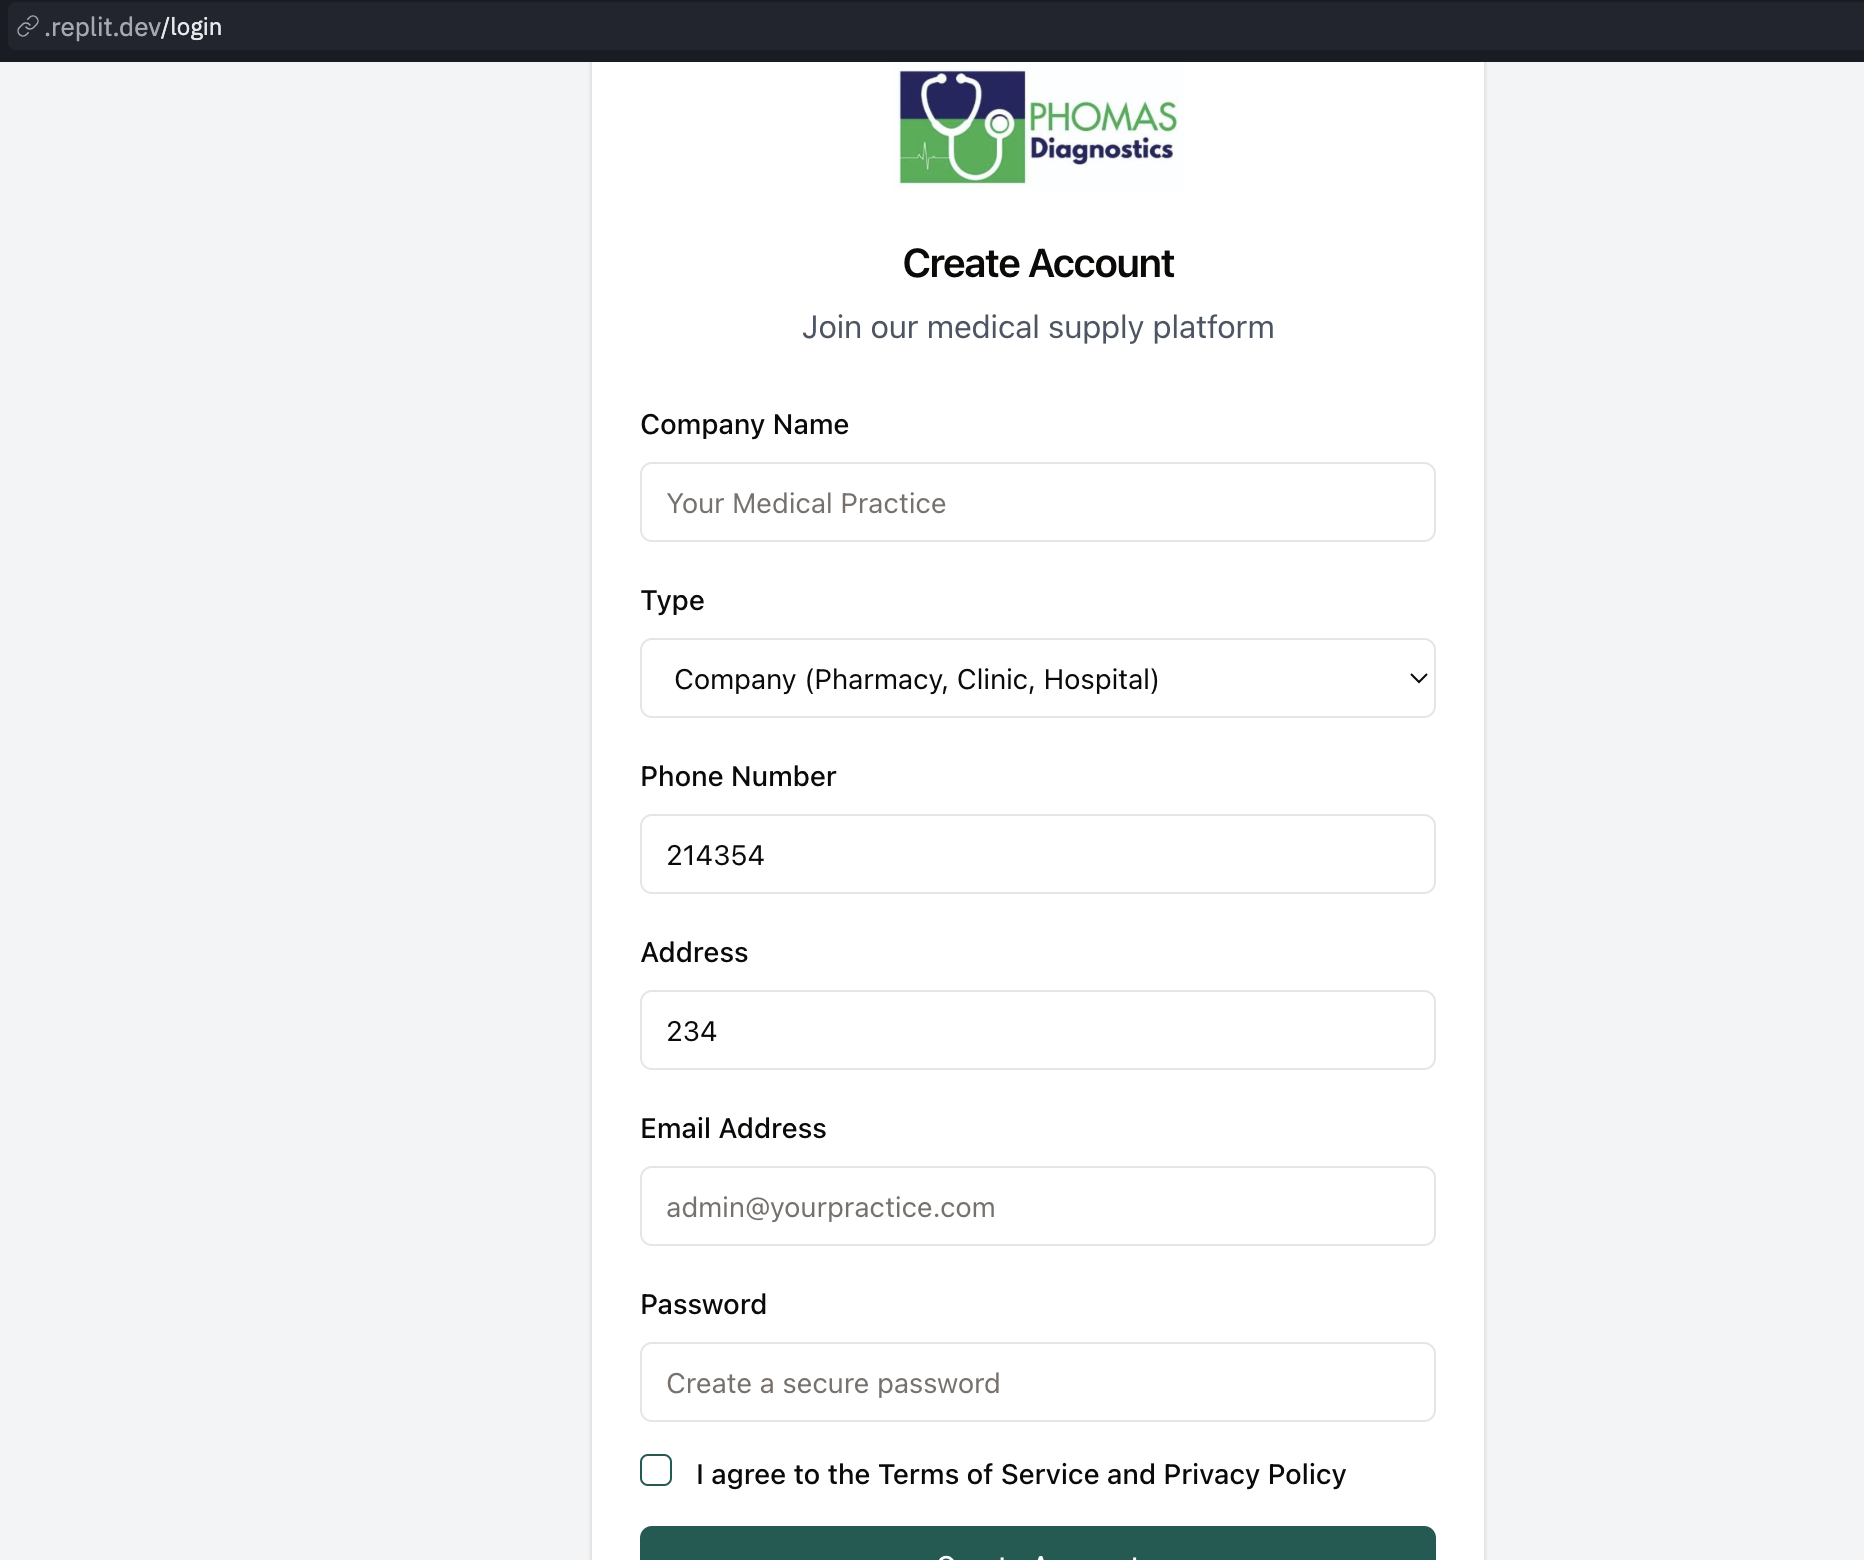 .replit.dev/login
PHOMAS
Diagnostics
Create Account
Join our medical supply platform
Company Name
Your Medical Practice
Type
Company (Pharmacy, Clinic, Hospital)
Phone Number
214354
Address
234
Email Address
admin@yourpractice.com
Password
Create a secure password
I agree to the Terms of Service and Privacy Policy